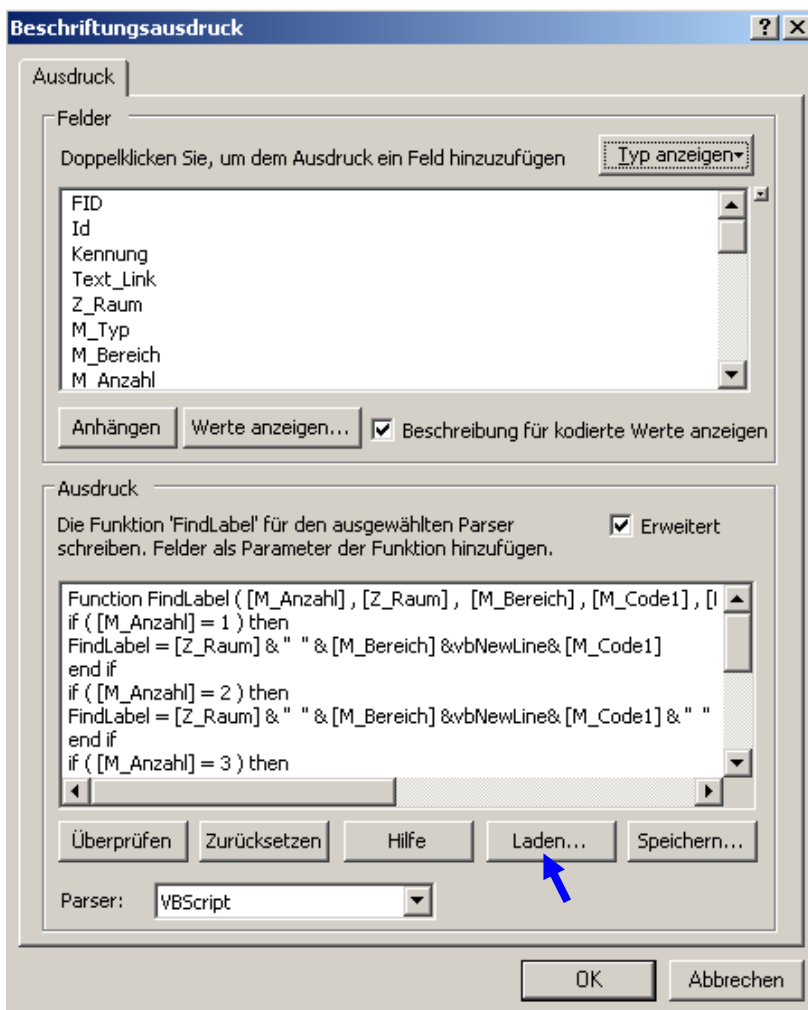 Beschriftungsausdruck
Ausdruck
Felder
Doppelklicken Sie, um dem Ausdruck ein Feld hinzuzufügen
Typ anzeigen
FID
Id
Kennung
Text_Link
Z_Raum
M_Typ
M_Bereich
M_Anzahl
Anhängen
Werte anzeigen...
Beschreibung für kodierte Werte anzeigen
Ausdruck
Die Funktion 'FindLabel' für den ausgewählten Parser
schreiben. Felder als Parameter der Funktion hinzufügen.
Erweitert
Function FindLabel ( [M_Anzahl] , [Z_Raum] ,  [M_Bereich] , [M_Code1] , [
if ( [M_Anzahl] = 1 ) then
FindLabel = [Z_Raum] & "  " & [M_Bereich] &vbNewLine& [M_Code1]
end if
if ( [M_Anzahl] = 2 ) then
FindLabel = [Z_Raum] & "  " & [M_Bereich] &vbNewLine& [M_Code1] & "  "
end if
if ( [M_Anzahl] = 3 ) then
Überprüfen
Zurücksetzen
Hilfe
Laden...
Speichern...
Parser:
VBScript
OK
Abbrechen